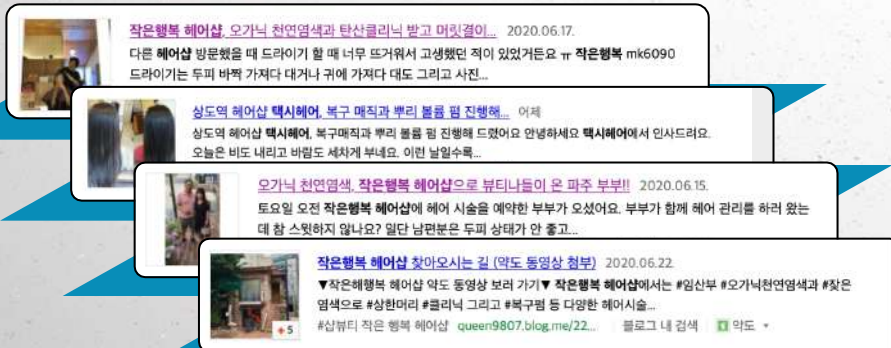 작은행복 헤어샵, 오가닉 천연염색과 탄산클리닉 받고 머릿결이... 2020.06.17.
다른 헤어샵 방문했을 때 드라이기 할 때 너무 뜨거워서 고생했던 적이 있었거든요 ㅠ 작은행복 mk6090
드라이기는 두피 바짝 가져다 대거나 귀에 가져다 대도 그리고 사진...
상도역 헤어샵 택시헤어, 복구 매직과 뿌리 볼륨 펌 진행해... 어제
상도역 헤어샵 택시헤어, 복구매직과 뿌리 볼륨 펌 진행해 드렸어요 안녕하세요 택시헤어에서 인사드려요.
오늘은 비도 내리고 바람도 세차게 부네요. 이런 날일수록...
오가닉 천연염색, 작은행복 헤어샵으로 뷰티나들이 온 파주 부부!! 2020.06.15.
토요일 오전 작은행복 헤어샵에 헤어 시술을 예약한 부부가 오셨어요. 부부가 함께 헤어 관리를 하러 왔는
데 참 스윗하지 않나요? 일단 남편분은 두피 상태가 안 좋고...
작은행복 헤어샵 찾아오시는 길 (약도 동영상 첨부) 2020.06.22.
▼작은해행복 헤어샵 약도 동영상 보러 가기▼ 작은행복 헤어샵에서는 #임산부 #오가닉천연염색과 #잦은
염색으로 #상한머리 #클리닉 그리고 #복구펌 등 다양한 헤어시술...
#샵뷰티 작은 행복 헤어샵 queen9807.blog.me/22... 블로그 내 검색 약도
+5